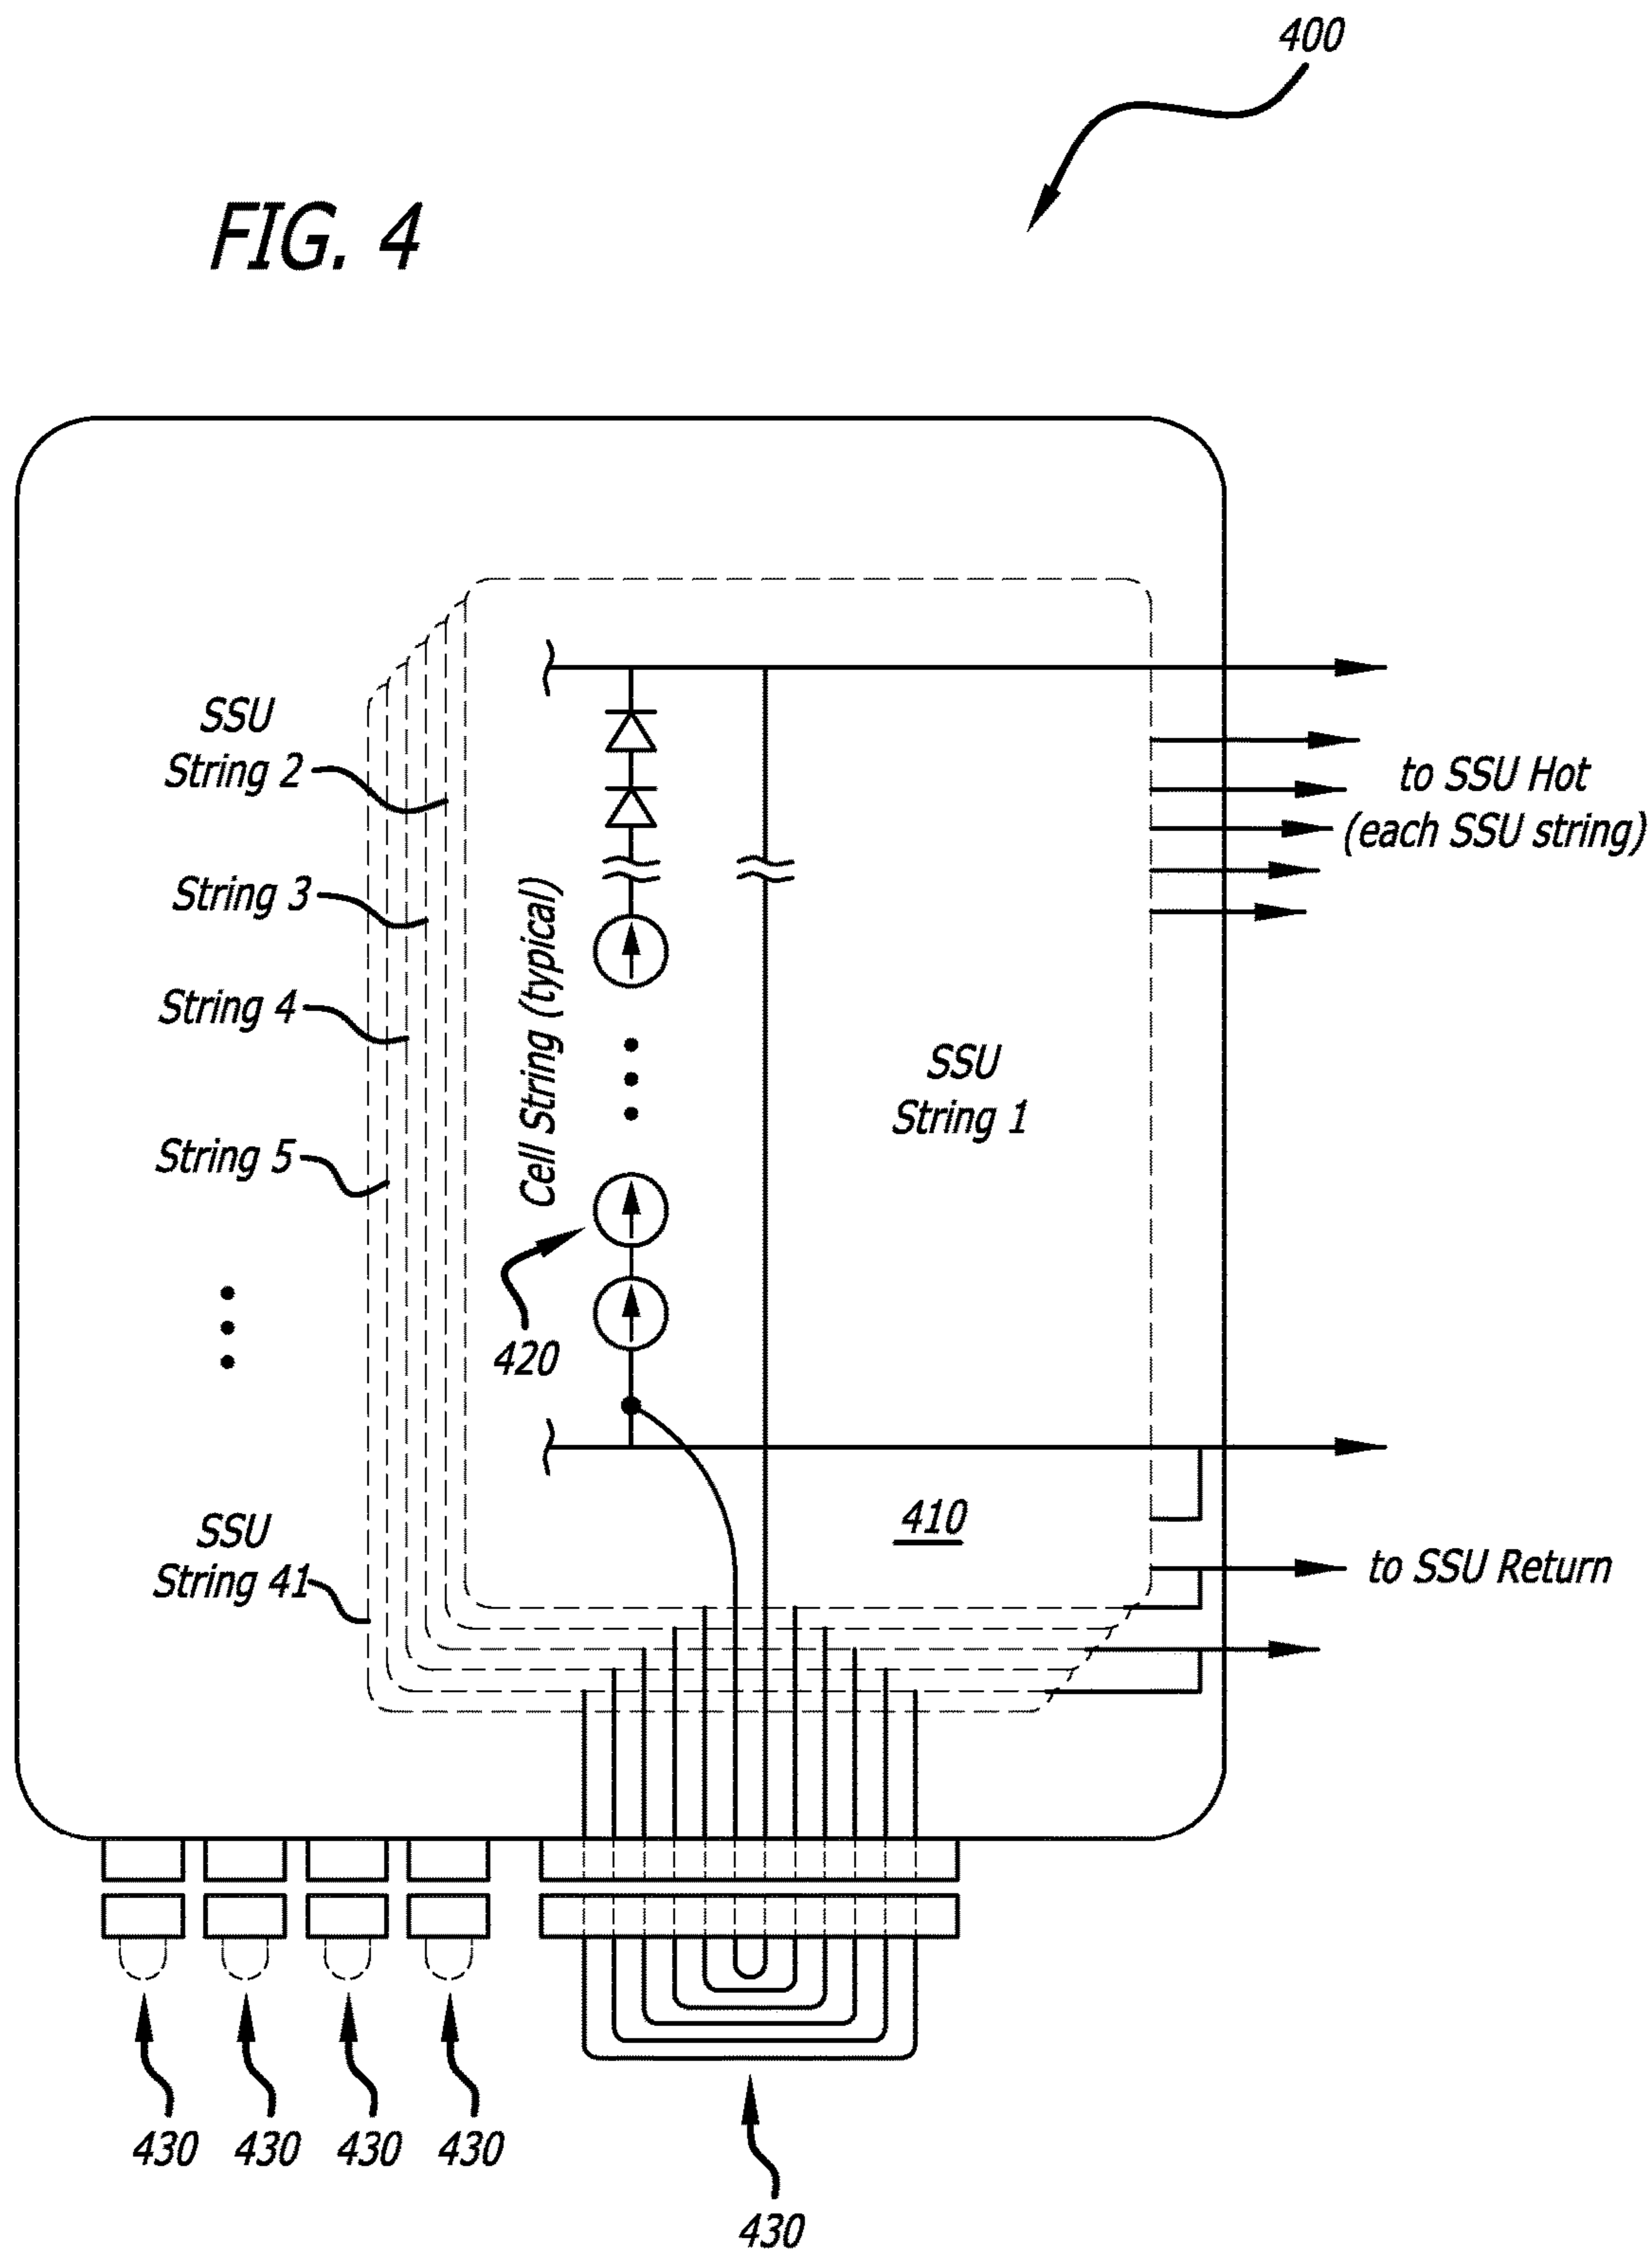 400
FIG. 4
SSU
String 2
to SSU Hot
(each SSU string)
String 3
Cell String (typical)
String 4
SSU
String 1
String 5
420
410
SSU
String 41
to SSU Return
430
430
430
430
430